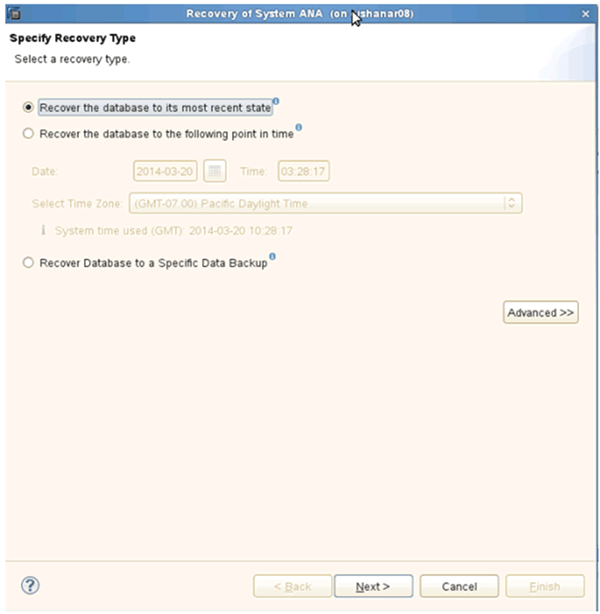 Recovery of System ANA (on shanar08)
Specify Recovery Type
Select a recovery type.
Recover the database to its most recent state
Recover the database to the following point in time
Date: 2014-03-20 Time: 03:28:17
Select Time Zone: (GMT-07.00) Pacific Daylight Time
i System time used (GMT): 2014-03-20 10:28:17
Recover Database to a Specific Data Backup
Advanced >>
? < Back Next > Cancel Finish